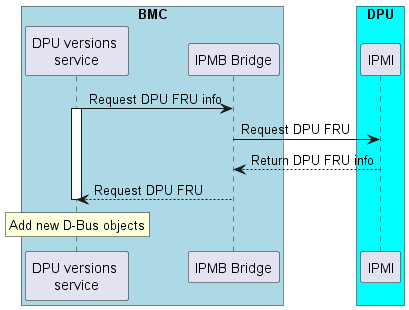 BMC
DPU
DPU versions
service
IPMB Bridge
IPMI
Request DPU FRU info
Request DPU FRU
Return DPU FRU info
Request DPU FRU
Add new D-Bus objects
DPU versions
service
IPMB Bridge
IPMI